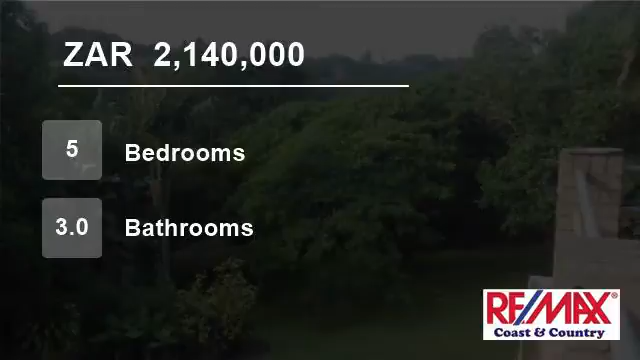 ZAR 2,140,000
5 Bedrooms
3.0 Bathrooms
RE/MAX®
Coast & Country